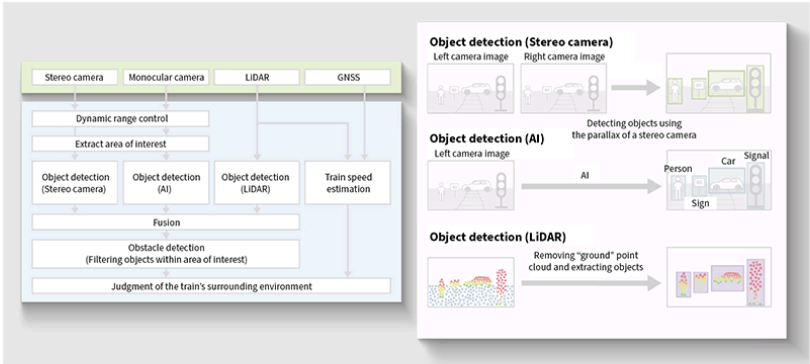 Stereo camera
Monocular camera
LiDAR
GNSS
Dynamic range control
Extract area of interest
Object detection
(Stereo camera)
Object detection
(AI)
Object detection
(LiDAR)
Train speed
estimation
Fusion
Obstacle detection
(Filtering objects within area of interest)
Judgment of the train's surrounding environment
Object detection (Stereo camera)
Left camera image
Right camera image
Detecting objects using
the parallax of a stereo camera
Object detection (AI)
Left camera image
AI
Person
Car
Signal
Sign
Object detection (LiDAR)
Removing “ground” point
cloud and extracting objects